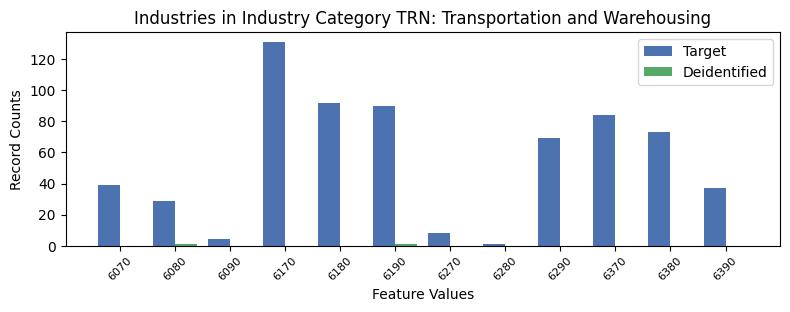 Industries in Industry Category TRN: Transportation and Warehousing
Target
Deidentified
Record Counts
120
100
80
60
40
20
0
6070 6080 6090 6170 6180 6190 6270 6280 6290 6370 6380 6390
Feature Values